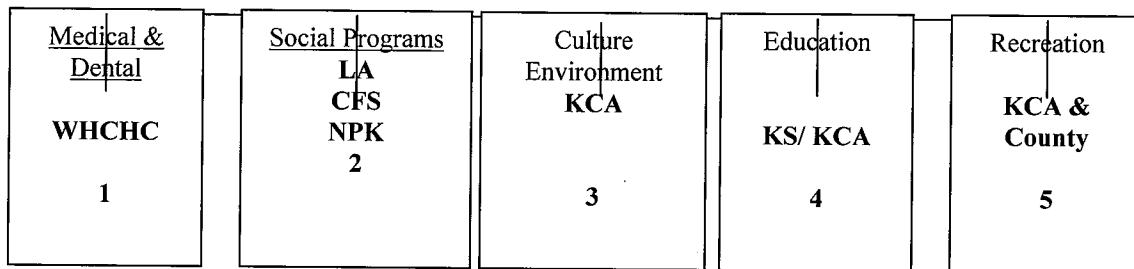 Medical &
Dental
WHCHC
1
Social Programs
LA
CFS
NPK
2
Culture
Environment
KCA
3
Education
KS/ KCA
4
Recreation
KCA &
County
5